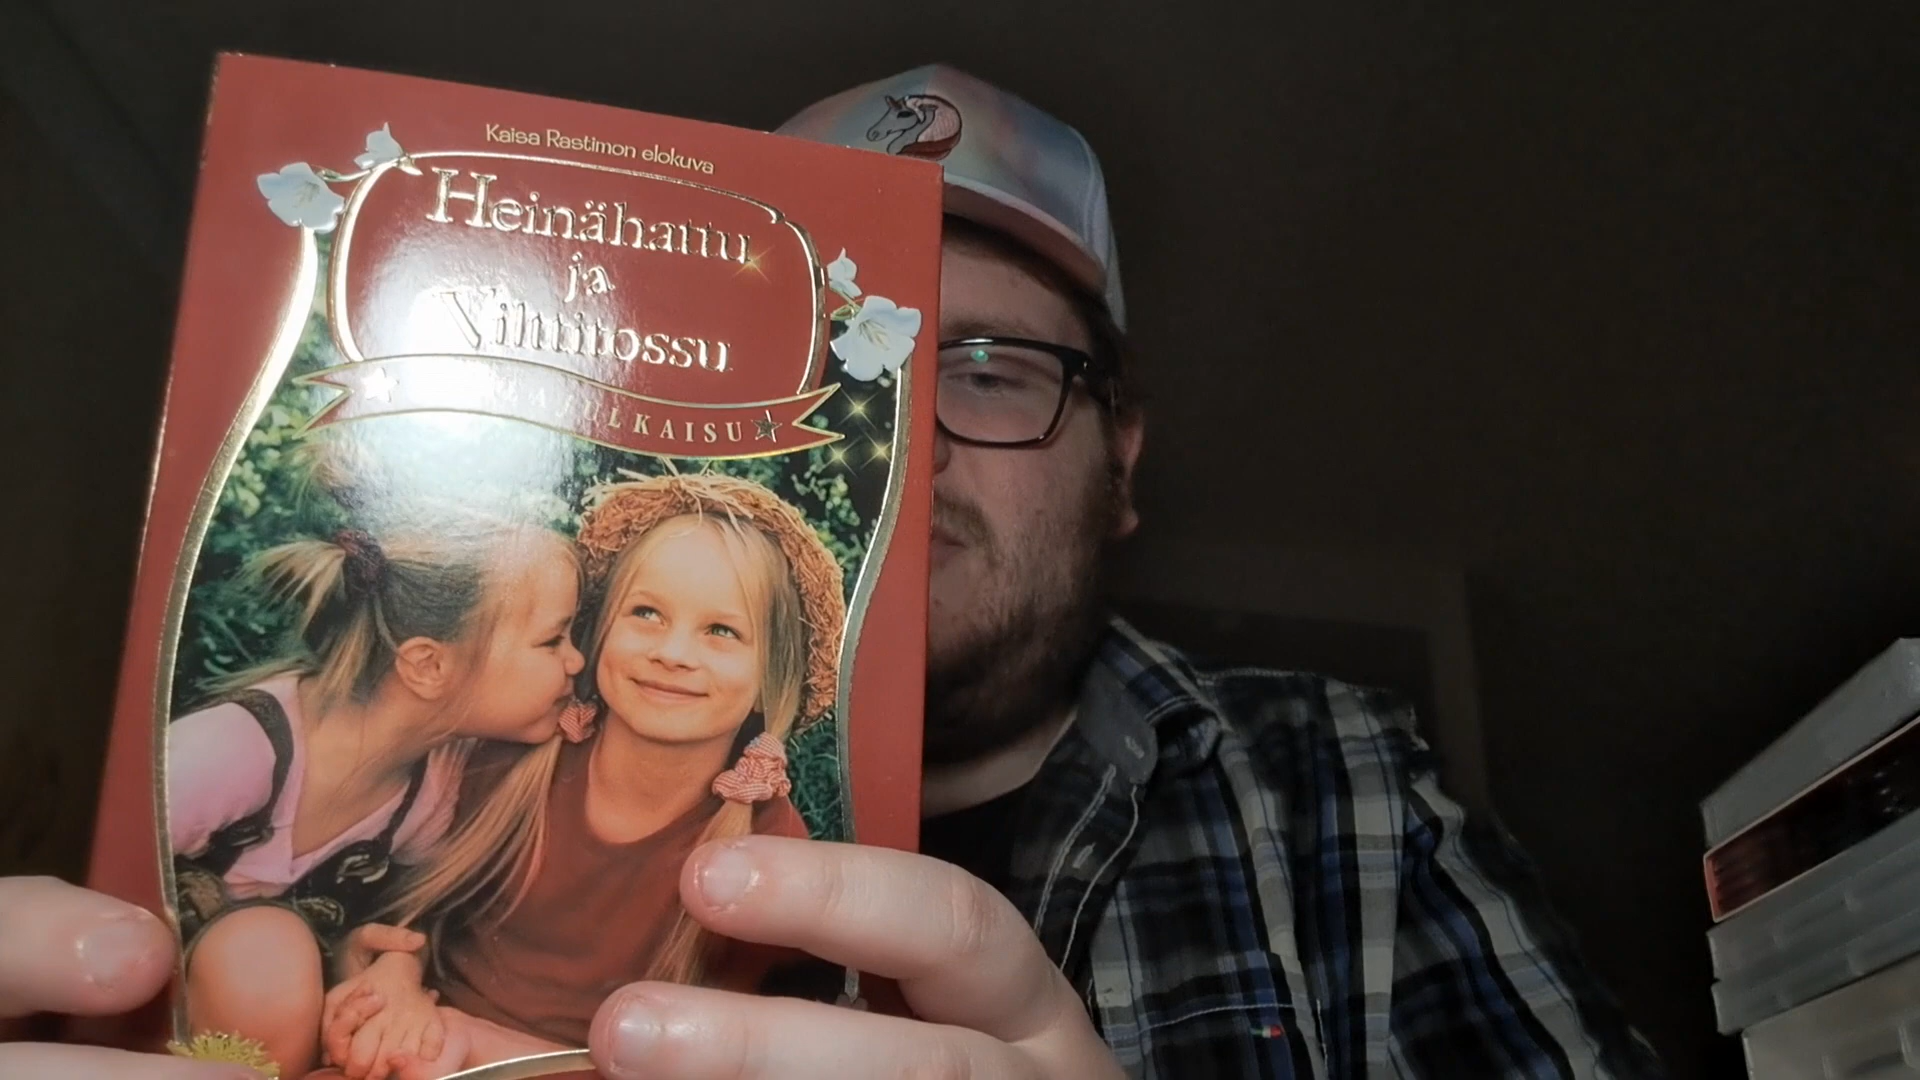 Kaisa Rastimon elokuva
Heinähattu
ja
Vilttitossu